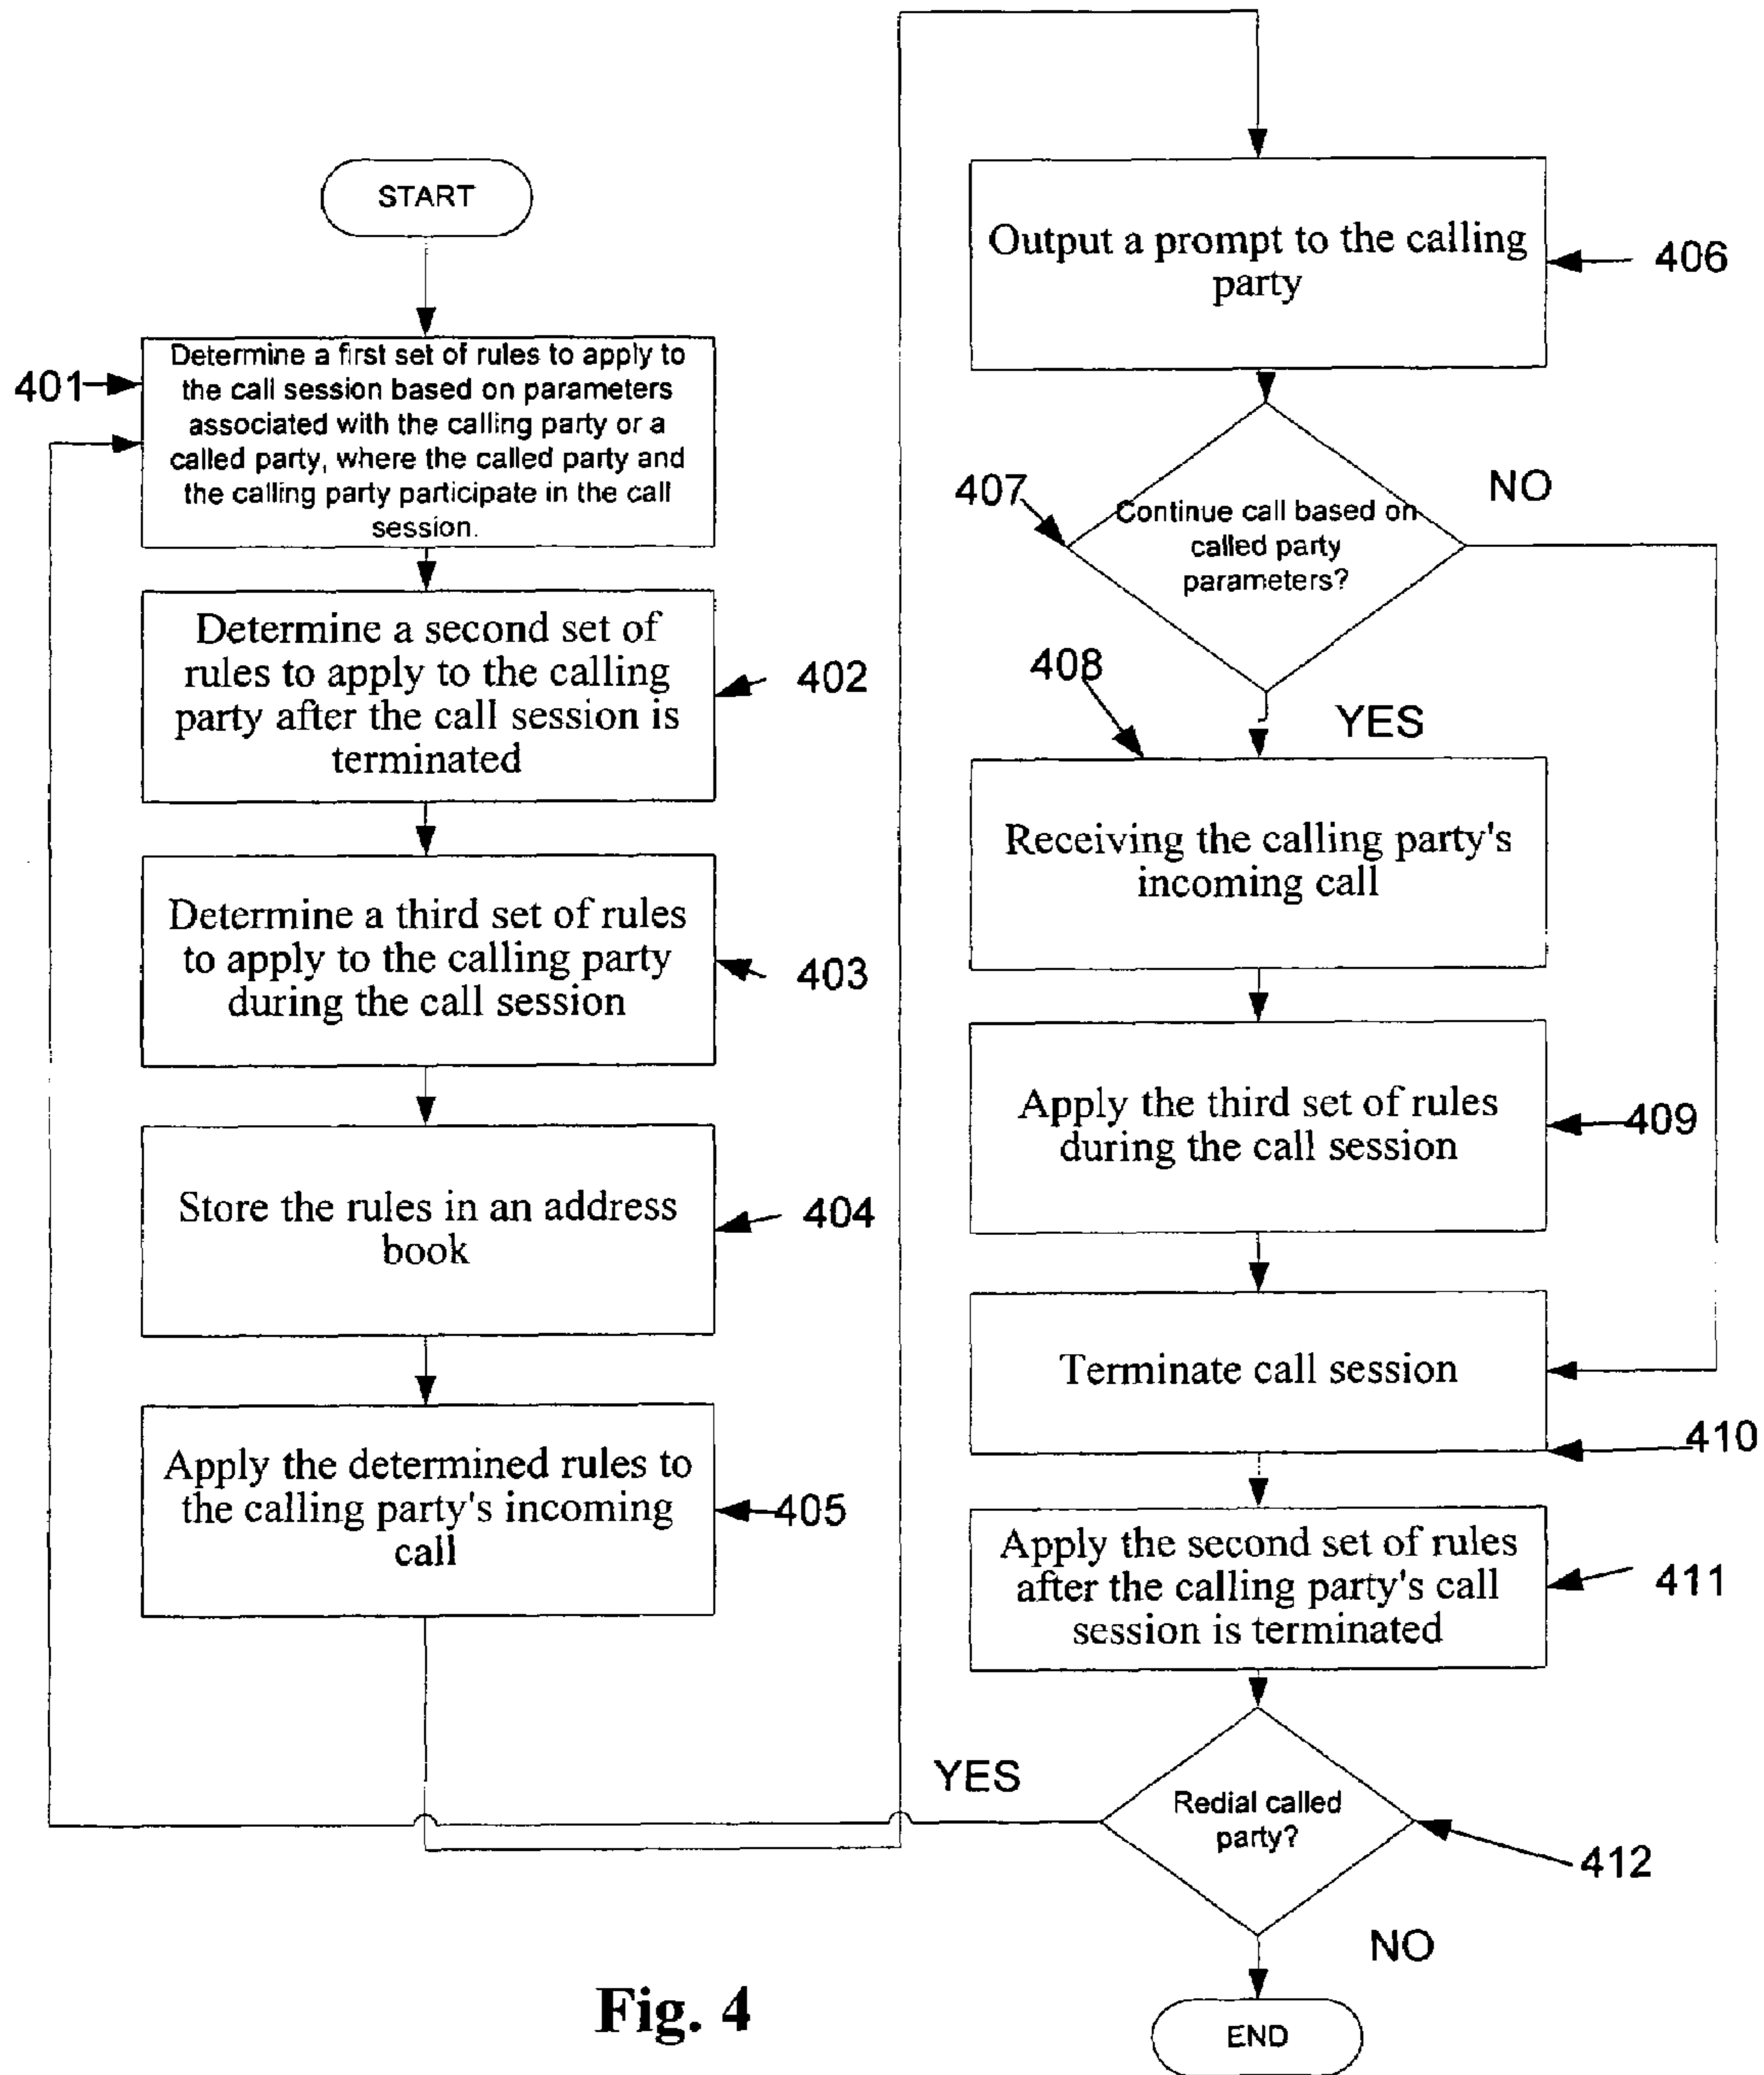 START
401
Determine a first set of rules to apply to
the call session based on parameters
associated with the calling party or a
called party, where the called party and
the calling party participate in the call
session.
Determine a second set of
rules to apply to the calling
party after the call session is
terminated
402
Determine a third set of rules
to apply to the calling party
during the call session
403
Store the rules in an address
book
404
Apply the determined rules to
the calling party's incoming
call
405
Output a prompt to the calling
party
406
407
Continue call based on
called party
parameters?
NO
YES
408
Receiving the calling party's
incoming call
Apply the third set of rules
during the call session
409
Terminate call session
410
Apply the second set of rules
after the calling party's call
session is terminated
411
YES
Redial called
party?
412
NO
END
Fig. 4